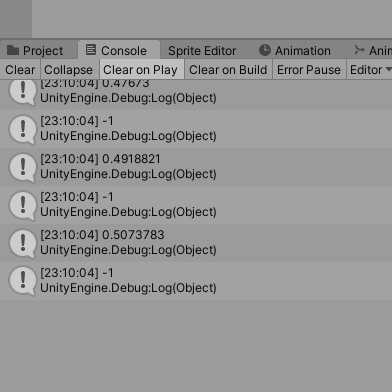 Project Console Sprite Editor Animation Anim
Clear Collapse Clear on Play Clear on Build Error Pause Editor
[23:10:04] 0.47673
UnityEngine.Debug:Log(Object)
[23:10:04] -1
UnityEngine.Debug:Log(Object)
[23:10:04] 0.4918821
UnityEngine.Debug:Log(Object)
[23:10:04] -1
UnityEngine.Debug:Log(Object)
[23:10:04] 0.5073783
UnityEngine.Debug:Log(Object)
[23:10:04] -1
UnityEngine.Debug:Log(Object)